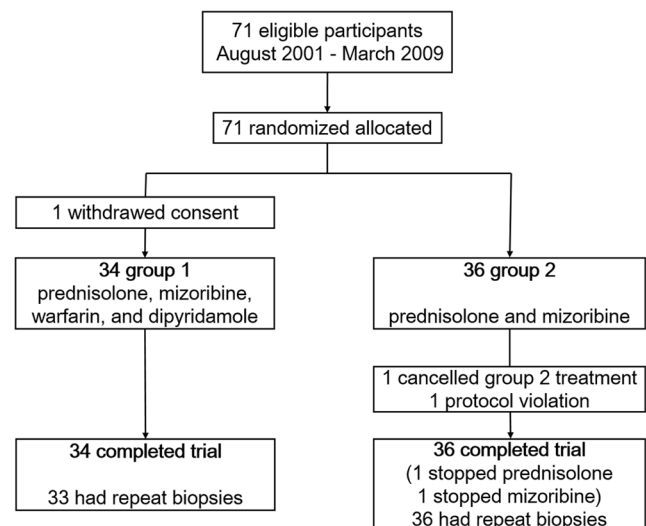 71 eligible participants
August 2001 - March 2009
71 randomized allocated
1 withdrawed consent
34 group 1
prednisolone, mizoribine,
warfarin, and dipyridamole
36 group 2
prednisolone and mizoribine
1 cancelled group 2 treatment
1 protocol violation
34 completed trial
33 had repeat biopsies
36 completed trial
(1 stopped prednisolone
1 stopped mizoribine)
36 had repeat biopsies